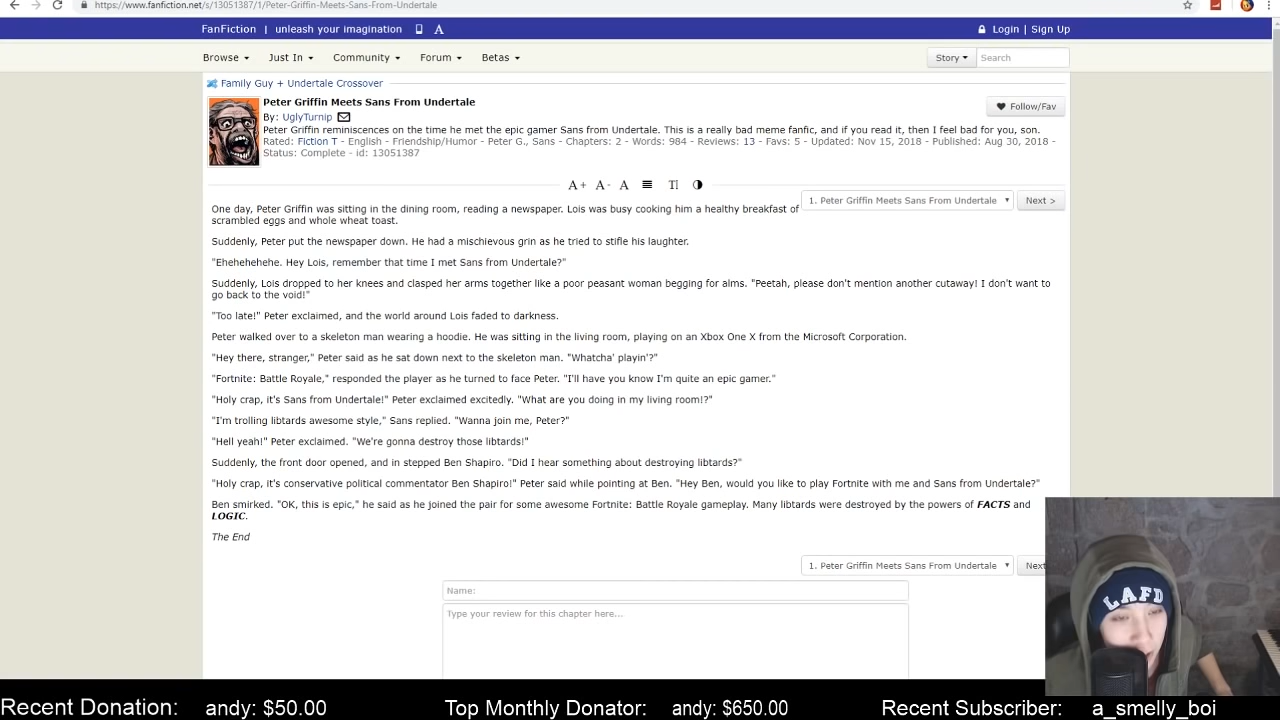 https://www.fanfiction.net/s/13051387/1/Peter-Griffin-Meets-Sans-From-Undertale
FanFiction | unleash your imagination A Login | Sign Up
Browse Just In Community Forum Betas Story Search
Family Guy + Undertale Crossover
Peter Griffin Meets Sans From Undertale
Follow/Fav
By: UglyTurnip
Peter Griffin reminiscences on the time he met the epic gamer Sans from Undertale. This is a really bad meme fanfic, and if you read it, then I feel bad for you, son.
Rated: Fiction T - English - Friendship/Humor - Peter G., Sans - Chapters: 2 - Words: 984 - Reviews: 13 - Favs: 5 - Updated: Nov 15, 2018 - Published: Aug 30, 2018 -
Status: Complete - id: 13051387
A+ A- A
1. Peter Griffin Meets Sans From Undertale Next >
One day, Peter Griffin was sitting in the dining room, reading a newspaper. Lois was busy cooking him a healthy breakfast of
scrambled eggs and whole wheat toast.
Suddenly, Peter put the newspaper down. He had a mischievous grin as he tried to stifle his laughter.
"Ehehehehehe. Hey Lois, remember that time I met Sans from Undertale?"
Suddenly, Lois dropped to her knees and clasped her arms together like a poor peasant woman begging for alms. "Peetah, please don't mention another cutaway! I don't want to
go back to the void!"
"Too late!" Peter exclaimed, and the world around Lois faded to darkness.
Peter walked over to a skeleton man wearing a hoodie. He was sitting in the living room, playing on an Xbox One X from the Microsoft Corporation.
"Hey there, stranger," Peter said as he sat down next to the skeleton man. "Whatcha' playin'?"
"Fortnite: Battle Royale," responded the player as he turned to face Peter. "I'll have you know I'm quite an epic gamer."
"Holy crap, it's Sans from Undertale!" Peter exclaimed excitedly. "What are you doing in my living room!?"
"I'm trolling libtards awesome style," Sans replied. "Wanna join me, Peter?"
"Hell yeah!" Peter exclaimed. "We're gonna destroy those libtards!"
Suddenly, the front door opened, and in stepped Ben Shapiro. "Did I hear something about destroying libtards?"
"Holy crap, it's conservative political commentator Ben Shapiro!" Peter said while pointing at Ben. "Hey Ben, would you like to play Fortnite with me and Sans from Undertale?"
Ben smirked. "OK, this is epic," he said as he joined the pair for some awesome Fortnite: Battle Royale gameplay. Many libtards were destroyed by the powers of FACTS and
LOGIC.
The End
1. Peter Griffin Meets Sans From Undertale Next
Name:
Type your review for this chapter here...
LAFD
Recent Donation: andy: $50.00 Top Monthly Donator: andy: $650.00 Recent Subscriber: a_smelly_boi